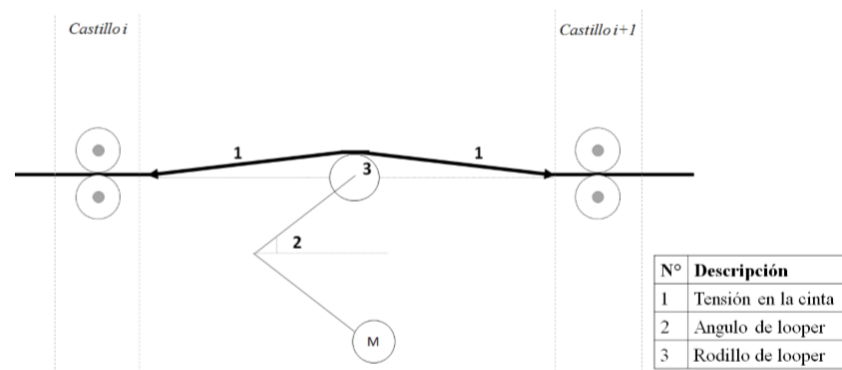 Castillo i
Castillo i+1
1
1
3
2
M
N° Descripción
1 Tensión en la cinta
2 Angulo de looper
3 Rodillo de looper